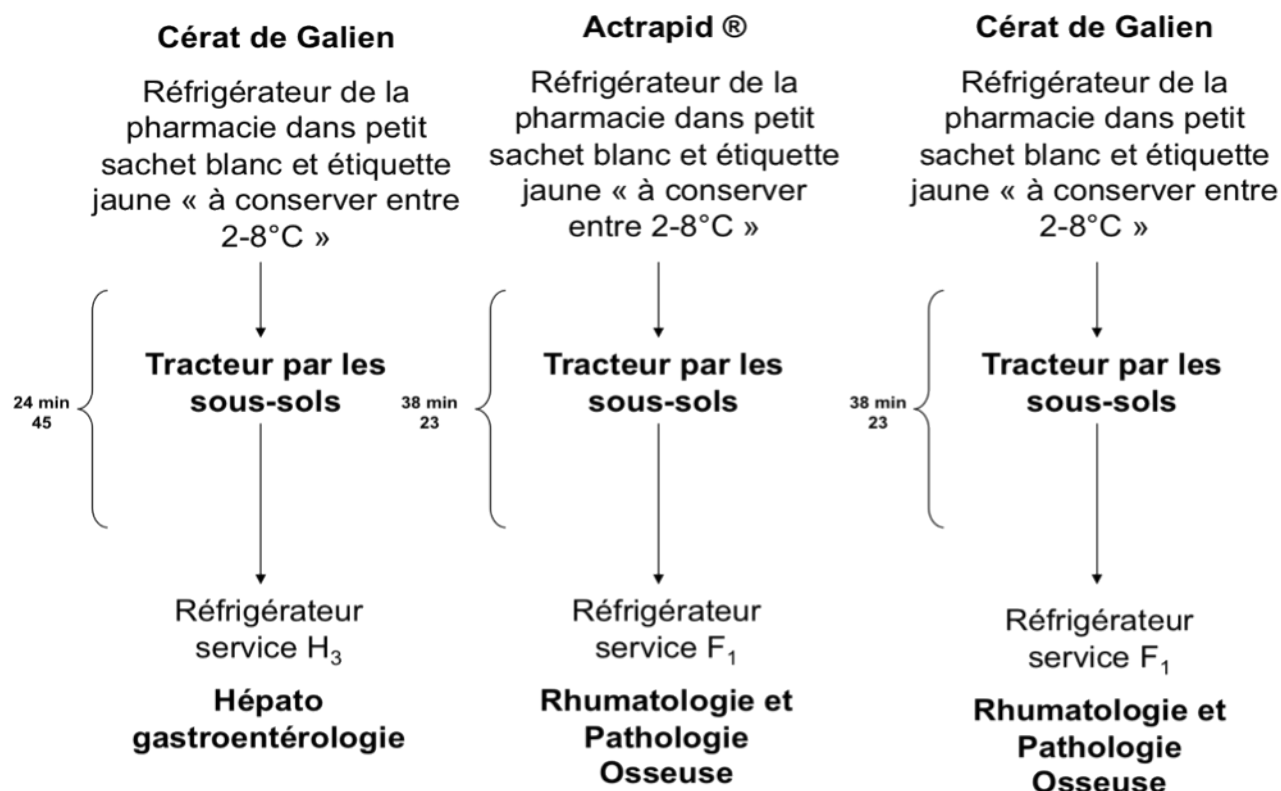 Cérat de Galien
Réfrigérateur de la
pharmacie dans petit
sachet blanc et étiquette
jaune « à conserver entre
2-8°C »
24 min
45
Tracteur par les
sous-sols
Réfrigérateur
service H₃
Hépato
gastroentérologie
Actrapid ®
Réfrigérateur de la
pharmacie dans petit
sachet blanc et étiquette
jaune « à conserver
entre 2-8°C »
38 min
23
Tracteur par les
sous-sols
Réfrigérateur
service F₁
Rhumatologie et
Pathologie
Osseuse
Cérat de Galien
Réfrigérateur de la
pharmacie dans petit
sachet blanc et étiquette
jaune « à conserver entre
2-8°C »
38 min
23
Tracteur par les
sous-sols
Réfrigérateur
service F₁
Rhumatologie et
Pathologie
Osseuse